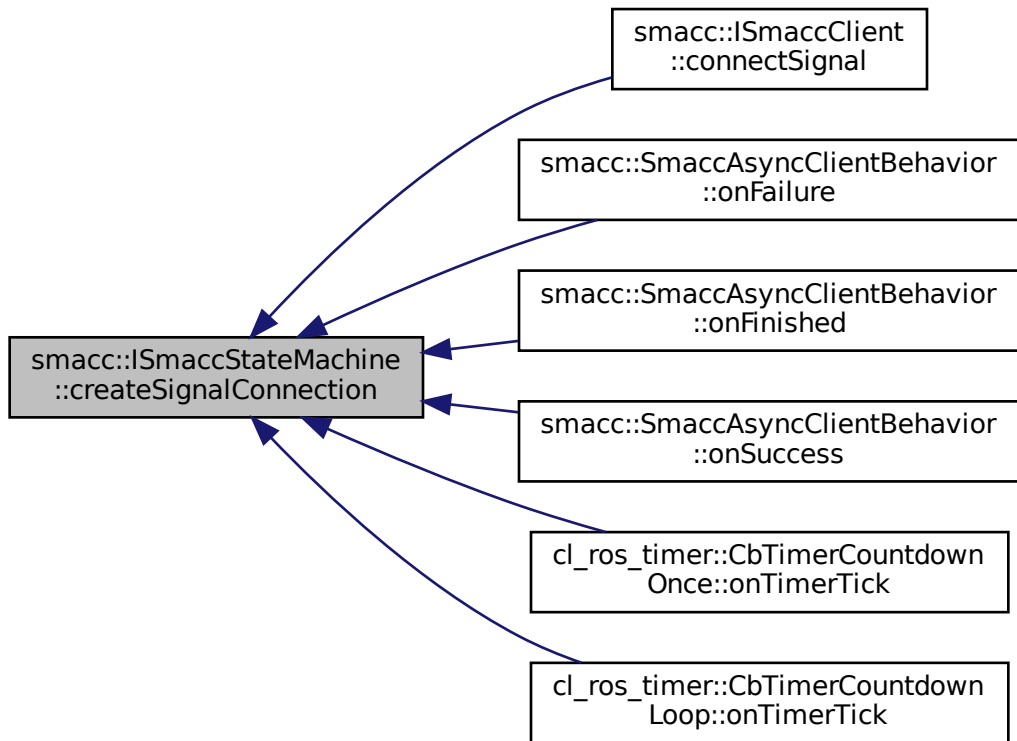 smacc::ISmaccClient
::connectSignal
smacc::SmaccAsyncClientBehavior
::onFailure
smacc::SmaccAsyncClientBehavior
::onFinished
smacc::ISmaccStateMachine
::createSignalConnection
smacc::SmaccAsyncClientBehavior
::onSuccess
cl_ros_timer::CbTimerCountdown
Once::onTimerTick
cl_ros_timer::CbTimerCountdown
Loop::onTimerTick